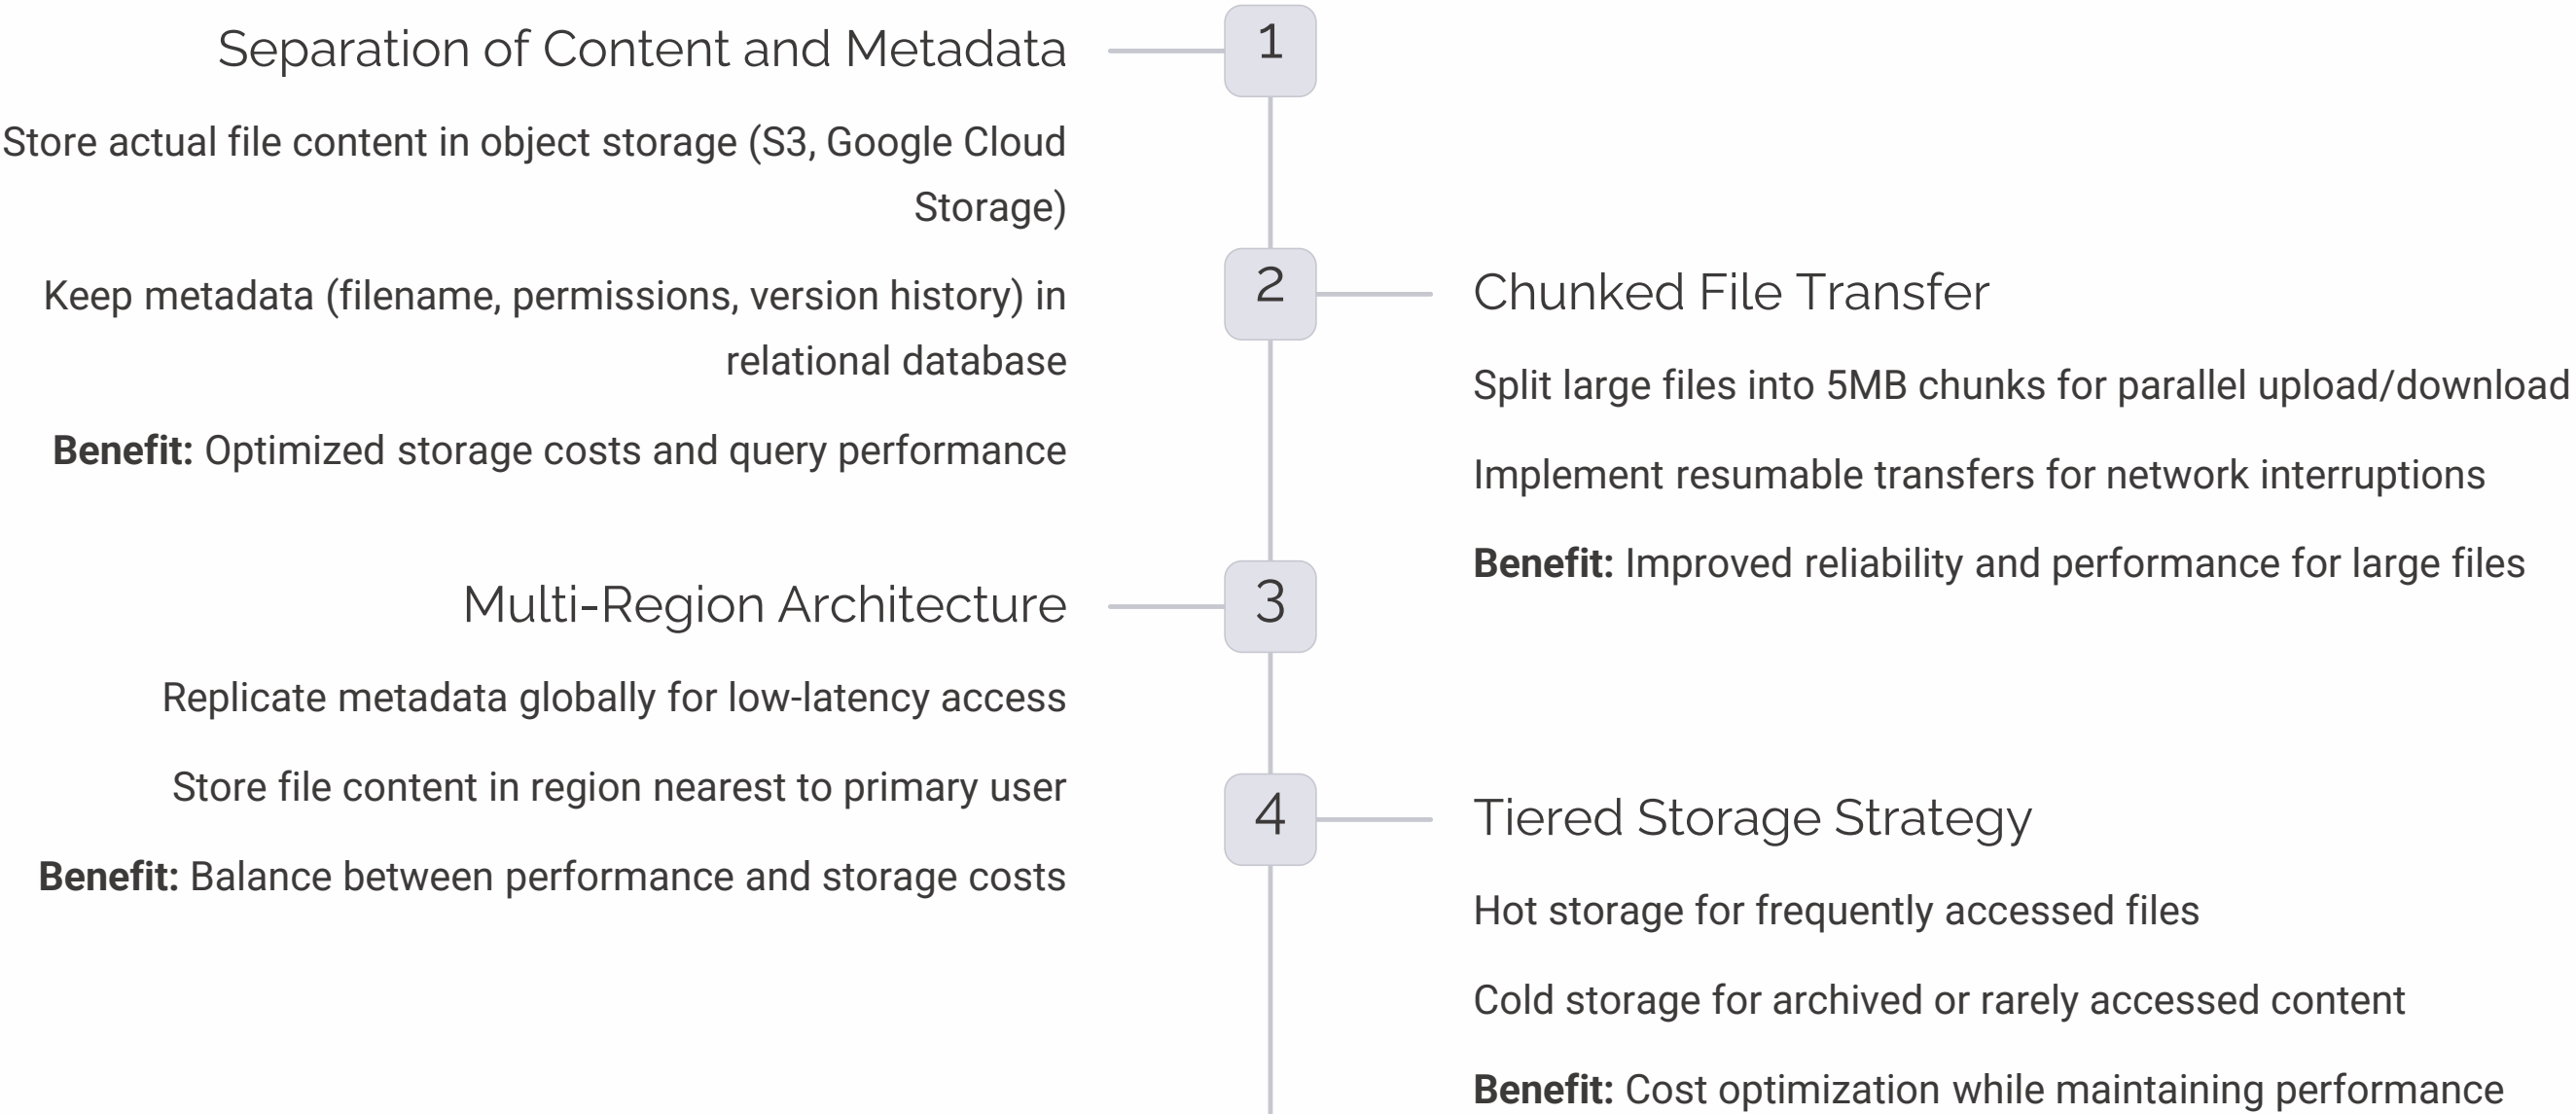 1
Separation of Content and Metadata
Store actual file content in object storage (S3, Google Cloud
Storage)
Keep metadata (filename, permissions, version history) in
relational database
Benefit: Optimized storage costs and query performance
2
Chunked File Transfer
Split large files into 5MB chunks for parallel upload/download
Implement resumable transfers for network interruptions
Benefit: Improved reliability and performance for large files
3
Multi-Region Architecture
Replicate metadata globally for low-latency access
Store file content in region nearest to primary user
Benefit: Balance between performance and storage costs
4
Tiered Storage Strategy
Hot storage for frequently accessed files
Cold storage for archived or rarely accessed content
Benefit: Cost optimization while maintaining performance